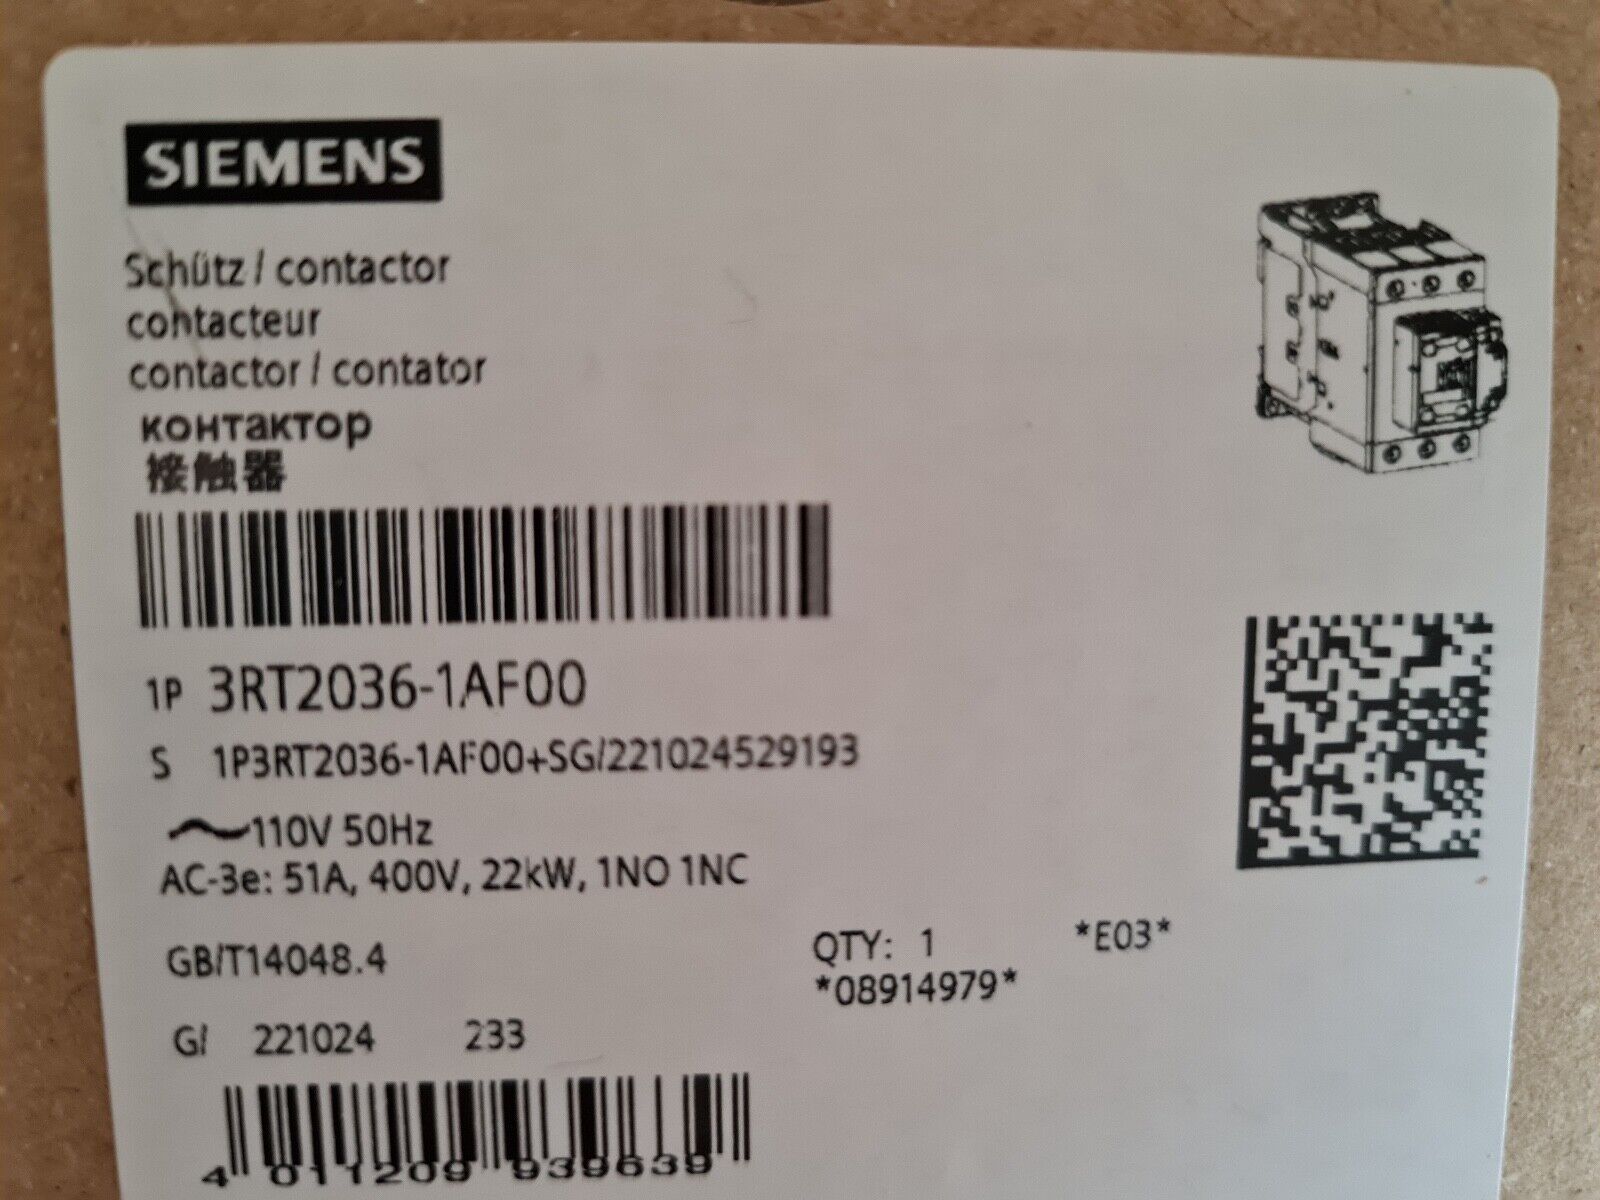 SIEMENS
Schütz / contactor
contacteur
contactor / contator
контактор
接触器
1P 3RT2036-1AF00
S 1P3RT2036-1AF00+SG/221024529193
~110V 50Hz
AC-3e: 51A, 400V, 22kW, 1NO 1NC
GB/T14048.4
QTY: 1 *E03*
*08914979*
G/ 221024 233
4 011209 939639